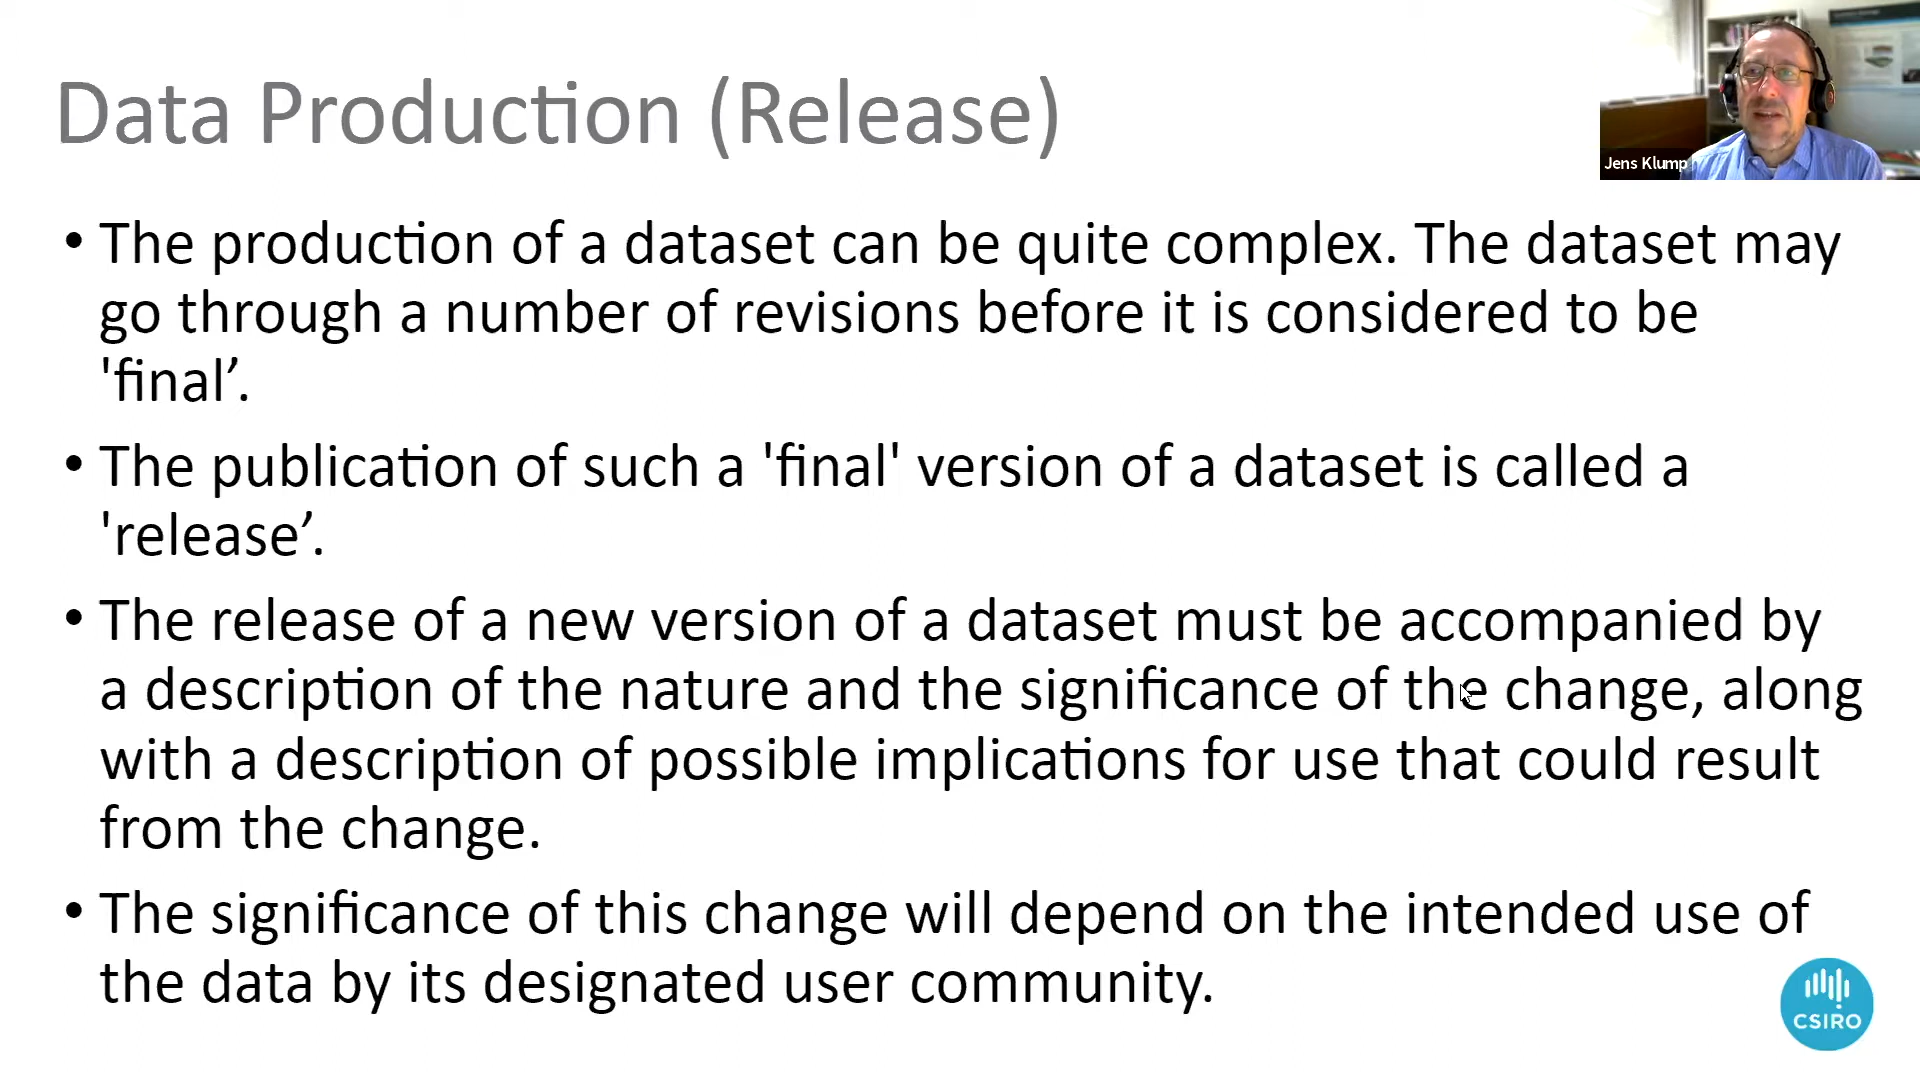 Data Production (Release)
Jens Klump
• The production of a dataset can be quite complex. The dataset may
go through a number of revisions before it is considered to be
'final’.
• The publication of such a 'final' version of a dataset is called a
'release’.
• The release of a new version of a dataset must be accompanied by
a description of the nature and the significance of the change, along
with a description of possible implications for use that could result
from the change.
• The significance of this change will depend on the intended use of
the data by its designated user community.
CSIRO